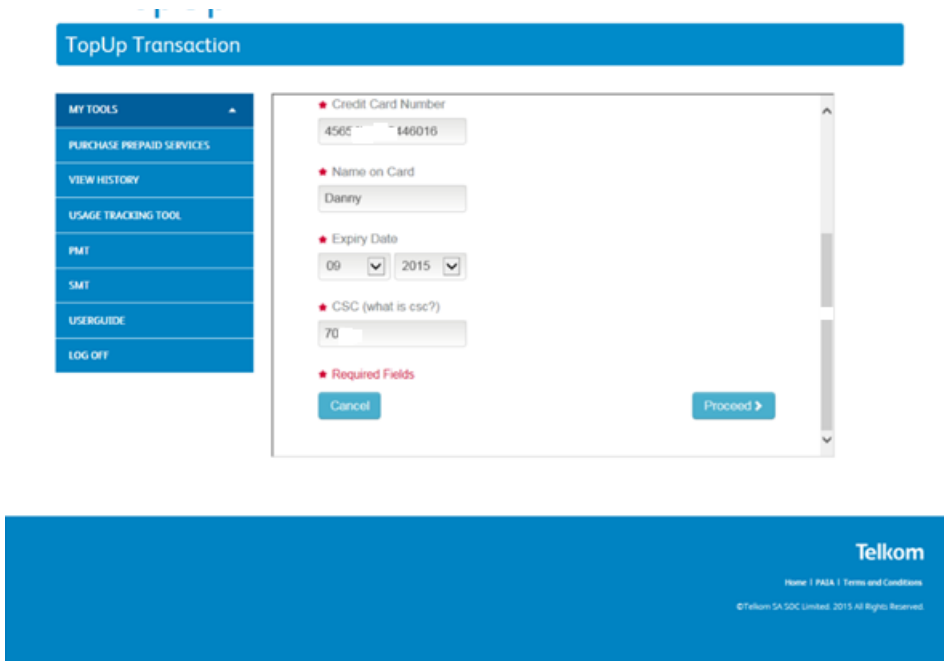 TopUp Transaction
MY TOOLS
PURCHASE PREPAID SERVICES
VIEW HISTORY
USAGE TRACKING TOOL
PMT
SMT
USERGUIDE
LOG OFF
★ Credit Card Number
4565 446016
★ Name on Card
Danny
★ Expiry Date
09 2015
★ CSC (what is csc?)
70
★ Required Fields
Cancel Proceed >
Telkom
Home | PAIA | Terms and Conditions
©Telkom SA SOC Limited. 2015 All Rights Reserved.